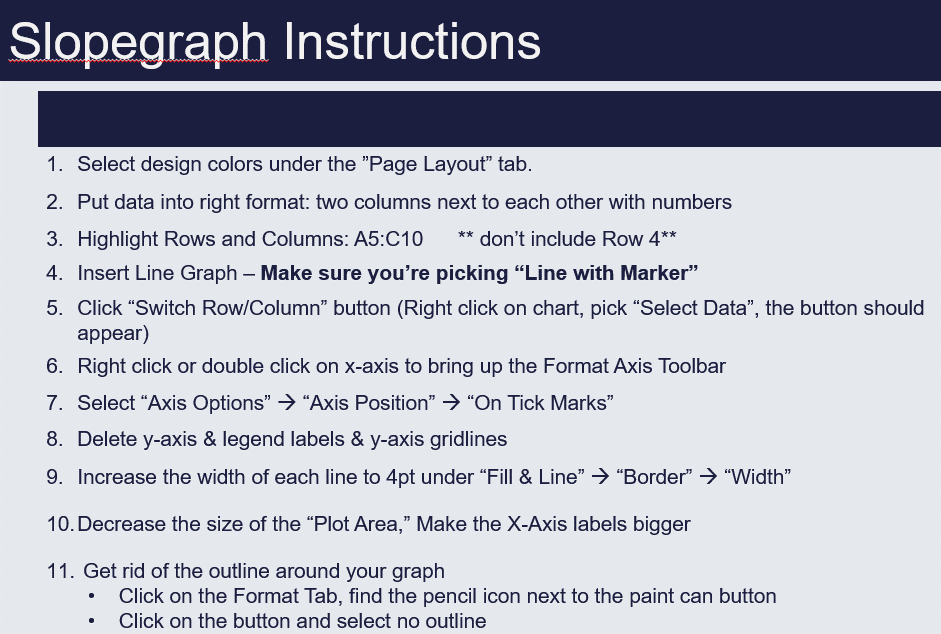 Slopegraph Instructions
1. Select design colors under the ”Page Layout” tab.
2. Put data into right format: two columns next to each other with numbers
3. Highlight Rows and Columns: A5:C10 ** don’t include Row 4**
4. Insert Line Graph – Make sure you’re picking “Line with Marker”
5. Click “Switch Row/Column” button (Right click on chart, pick “Select Data”, the button should
appear)
6. Right click or double click on x-axis to bring up the Format Axis Toolbar
7. Select “Axis Options” → “Axis Position” → “On Tick Marks”
8. Delete y-axis & legend labels & y-axis gridlines
9. Increase the width of each line to 4pt under “Fill & Line” → “Border” → “Width”
10. Decrease the size of the “Plot Area,” Make the X-Axis labels bigger
11. Get rid of the outline around your graph
• Click on the Format Tab, find the pencil icon next to the paint can button
• Click on the button and select no outline